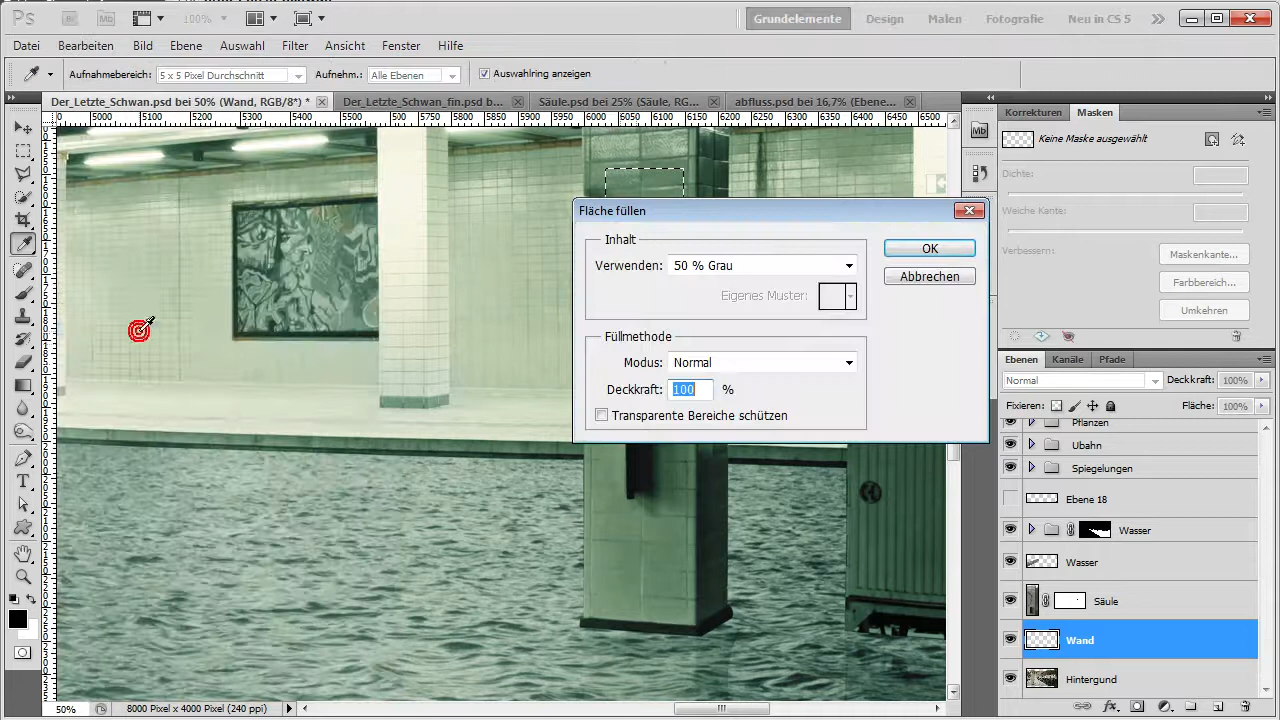 Ps Br Mb 100% Grundelemente Design Malen Fotografie Neu in CS 5
Datei Bearbeiten Bild Ebene Auswahl Filter Ansicht Fenster Hilfe
Aufnahmebereich: 5 x 5 Pixel Durchschnitt Aufnehm.: Alle Ebenen Auswahlring anzeigen
Der_Letzte_Schwan.psd bei 50% (Wand, RGB/8*) * Der_Letzte_Schwan_fin.psd b... Säule.psd bei 25% (Säule, RG... abfluss.psd bei 16,7% (Ebene...
Korrekturen Masken
Mb
Keine Maske ausgewählt
Dichte:
Weiche Kante:
Verbessern: Maskenkante...
Farbbereich...
Umkehren
Fläche füllen
Inhalt
OK
Verwenden: 50 % Grau
Abbrechen
Eigenes Muster:
Füllmethode
Modus: Normal
Deckkraft: 100 %
Transparente Bereiche schützen
Ebenen Kanäle Pfade
Normal Deckkraft: 100%
Fixieren: Fläche: 100%
Pflanzen
Ubahn
Spiegelungen
Ebene 18
Wasser
Wasser
Säule
Wand
Hintergund
50% 8000 Pixel x 4000 Pixel (240 ppi)